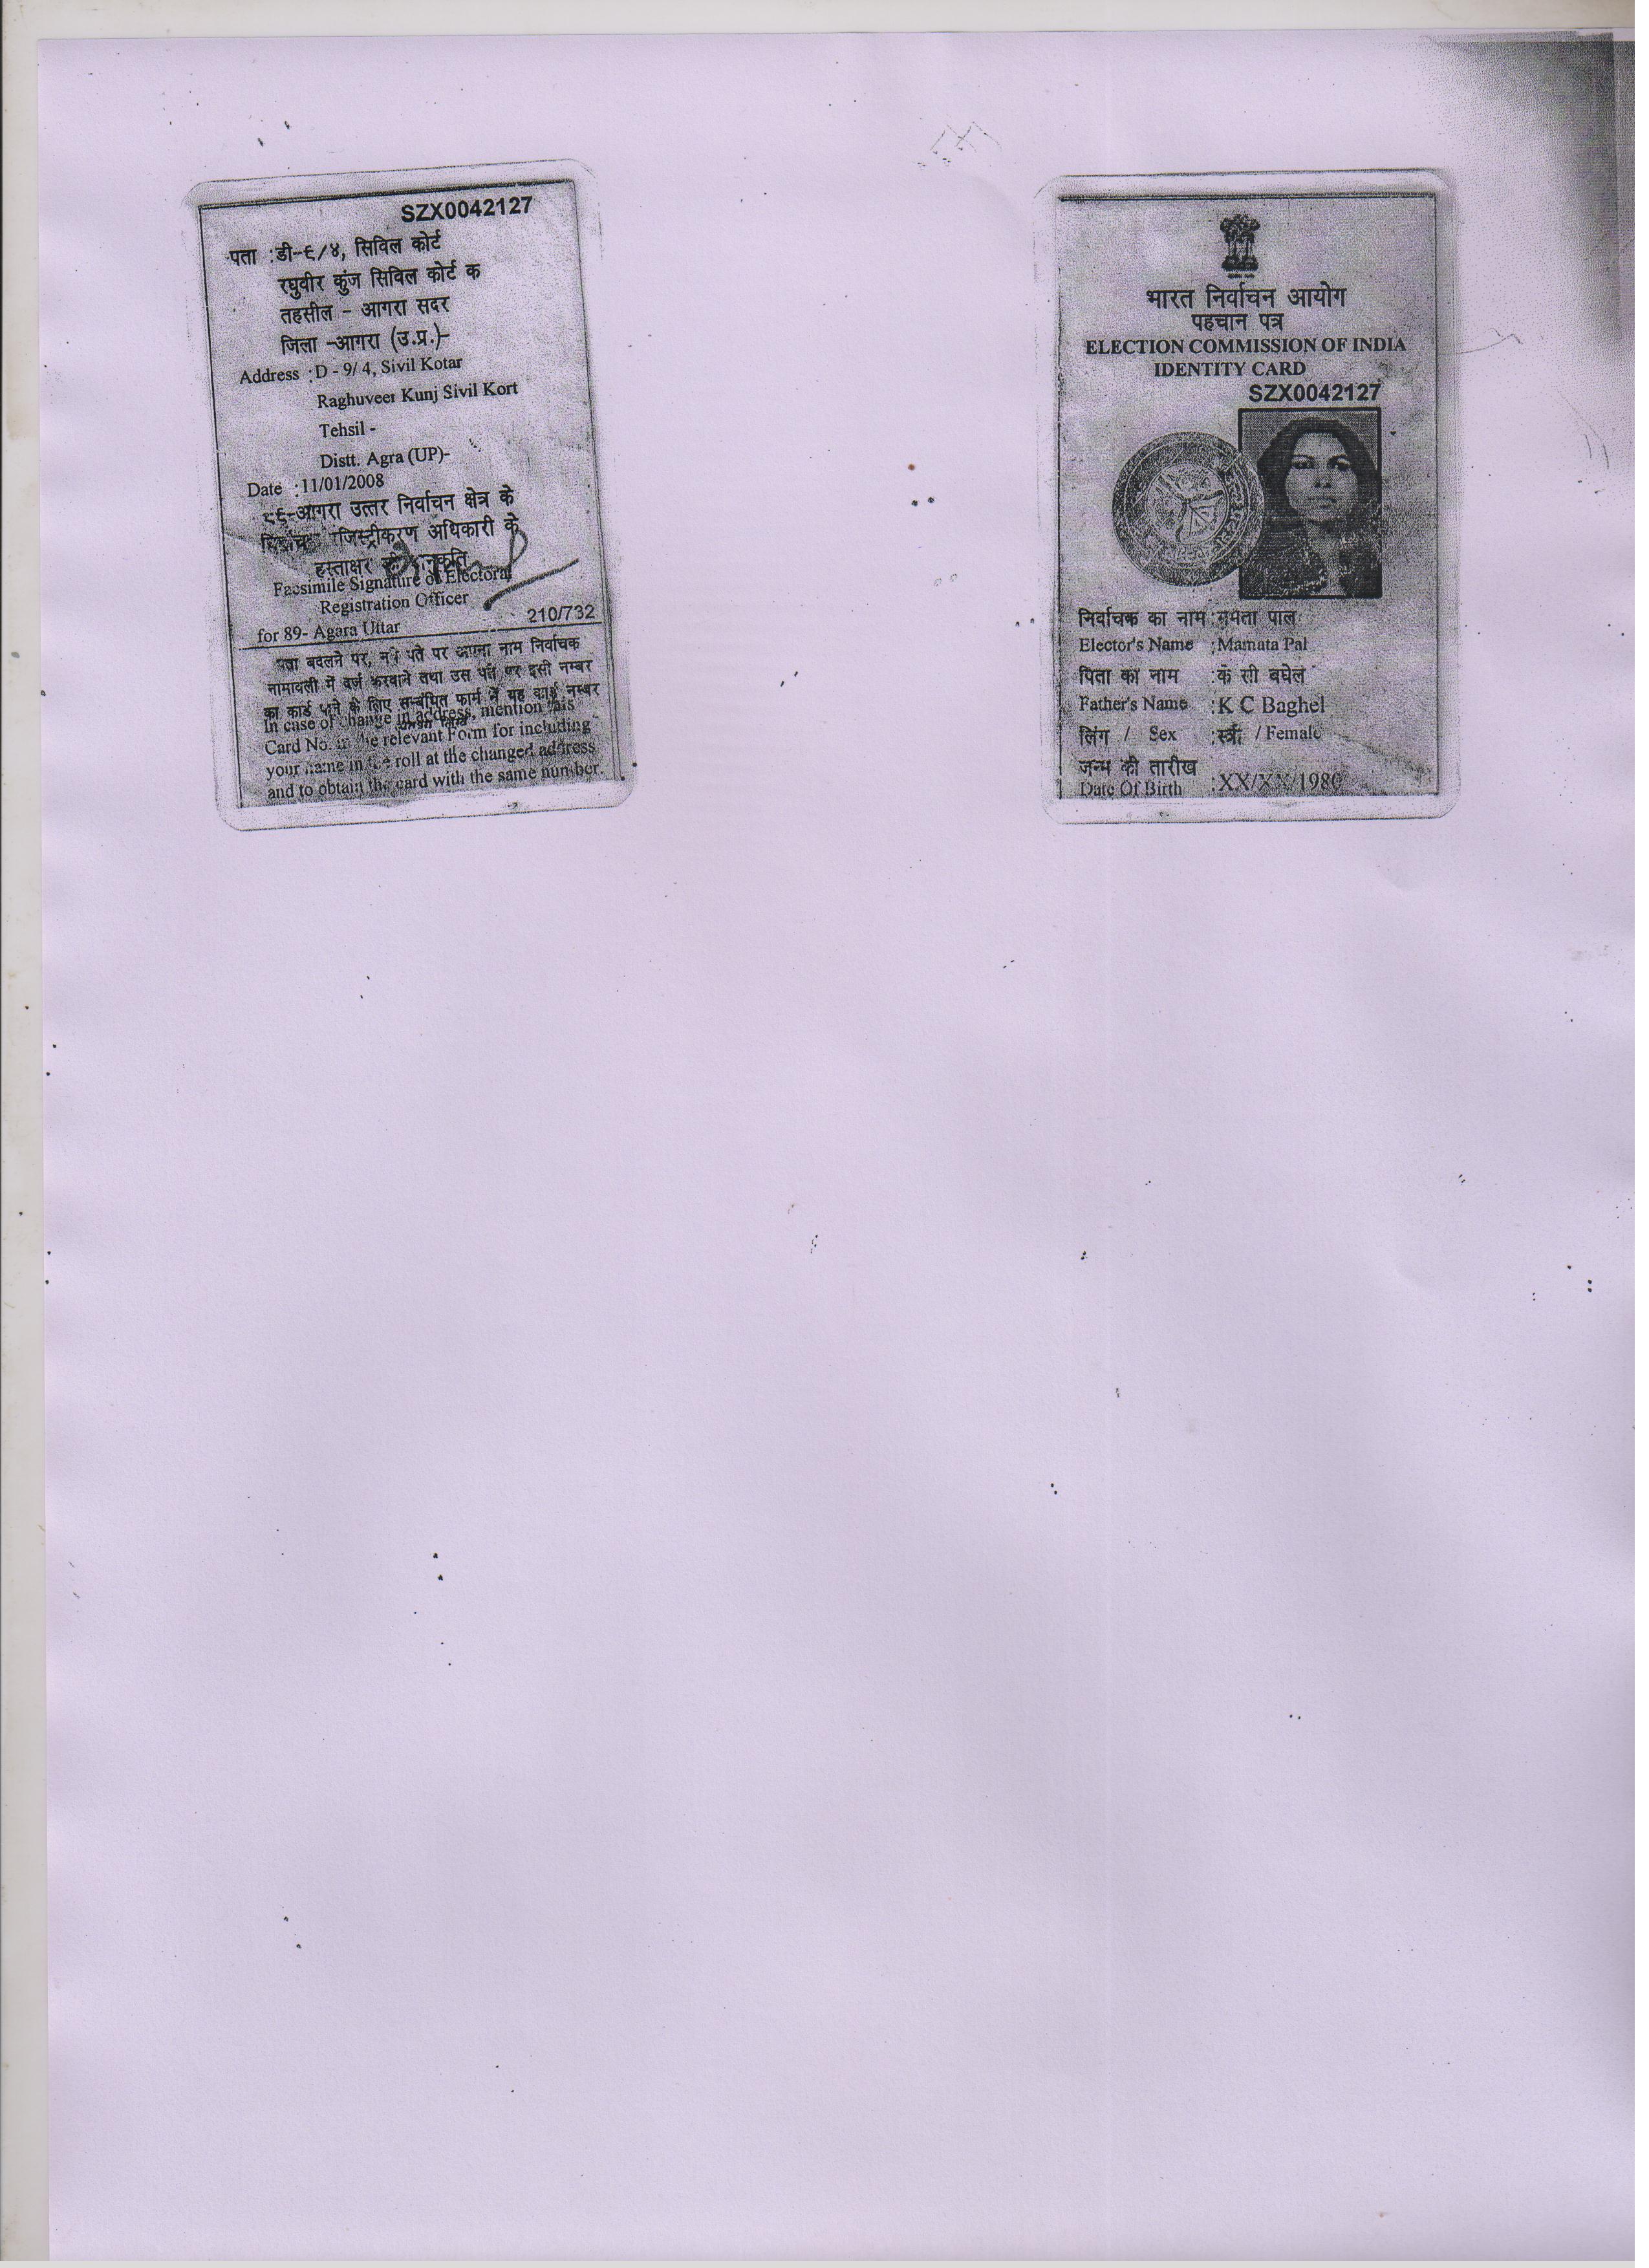 SZX0042127
पता :डी-९/४, सिविल कोर्ट
रघुवीर कुंज सिविल कोर्ट क
तहसील - आगरा सदर
जिला -आगरा (उ.प्र.)-
Address :D - 9/ 4, Sivil Kotar
Raghuveer Kunj Sivil Kort
Tehsil -
Distt. Agra (UP)-
Date :11/01/2008
८९-आगरा उत्तर निर्वाचन क्षेत्र के
रजिस्ट्रीकरण अधिकारी के
हस्ताक्षर
Facsimile Signature of Electoral
Registration Officer
210/732
for 89- Agara Uttar
बदलने पर, पते पर अपना नाम निर्वाचक
नामावली में दर्ज करवाने तथा उस पते पर इसी नम्बर
का कार्ड पाने के लिए सम्बंधित फार्म में यह कार्ड नम्बर
In case of change in address, mention this
Card No. in the relevant Form for including
your name in the roll at the changed address
and to obtain the card with the same number.
भारत निर्वाचन आयोग
पहचान पत्र
ELECTION COMMISSION OF INDIA
IDENTITY CARD
SZX0042127
निर्वाचक का नाम :ममता पाल
Elector's Name :Mamata Pal
पिता का नाम :के सी बघेल
Father's Name :K C Baghel
लिंग / Sex :स्त्री / Female
जन्म की तारीख
Date Of Birth :XX/XX/1980